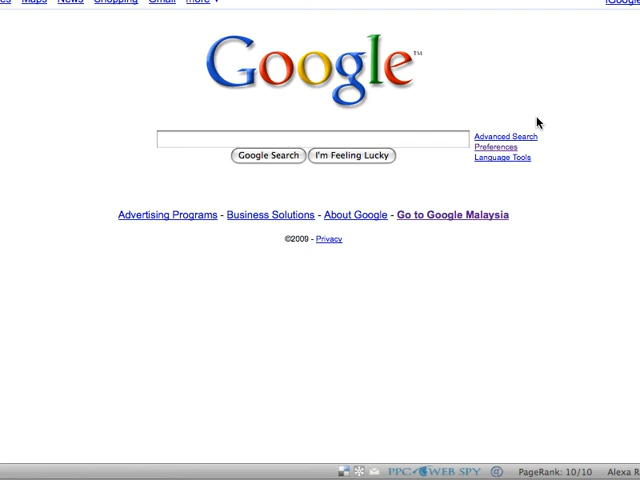 Maps News Shopping Gmail more
Google™
Advanced Search
Preferences
Language Tools
Google Search I'm Feeling Lucky
Advertising Programs - Business Solutions - About Google - Go to Google Malaysia
©2009 - Privacy
PPC WEB SPY @ PageRank: 10/10 Alexa R